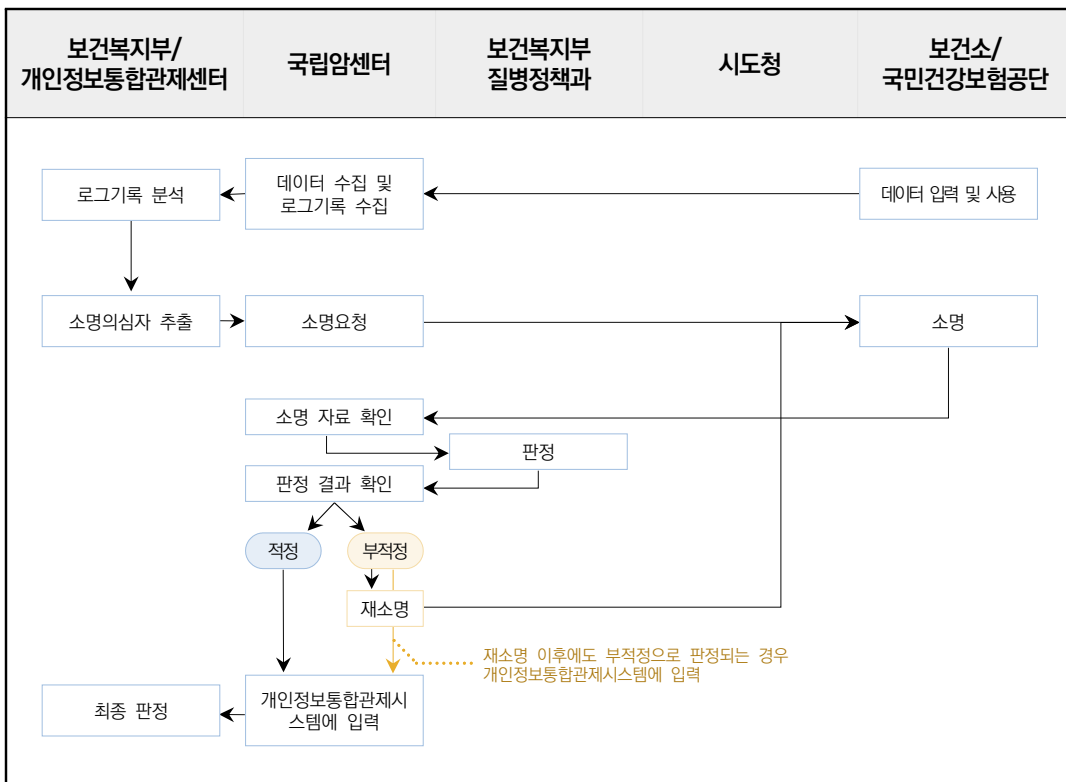 보건복지부/
개인정보통합관제센터
국립암센터
보건복지부
질병정책과
시도청
보건소/
국민건강보험공단
로그기록 분석
데이터 수집 및
로그기록 수집
데이터 입력 및 사용
소명의심자 추출
소명요청
소명
소명 자료 확인
판정
판정 결과 확인
적정
부적정
재소명
재소명 이후에도 부적정으로 판정되는 경우
개인정보통합관제시스템에 입력
최종 판정
개인정보통합관제시
스템에 입력